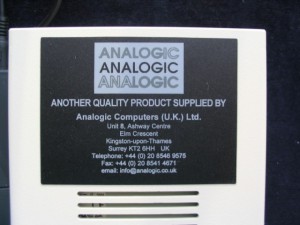 ANALOGIC
ANALOGIC
ANALOGIC
ANOTHER QUALITY PRODUCT SUPPLIED BY
Analogic Computers (U.K.) Ltd.
Unit 8, Ashway Centre
Elm Crescent
Kingston-upon-Thames
Surrey KT2 6HH UK
Telephone: +44 (0) 20 8546 9575
Fax: +44 (0) 20 8541 4671
email: info@analogic.co.uk